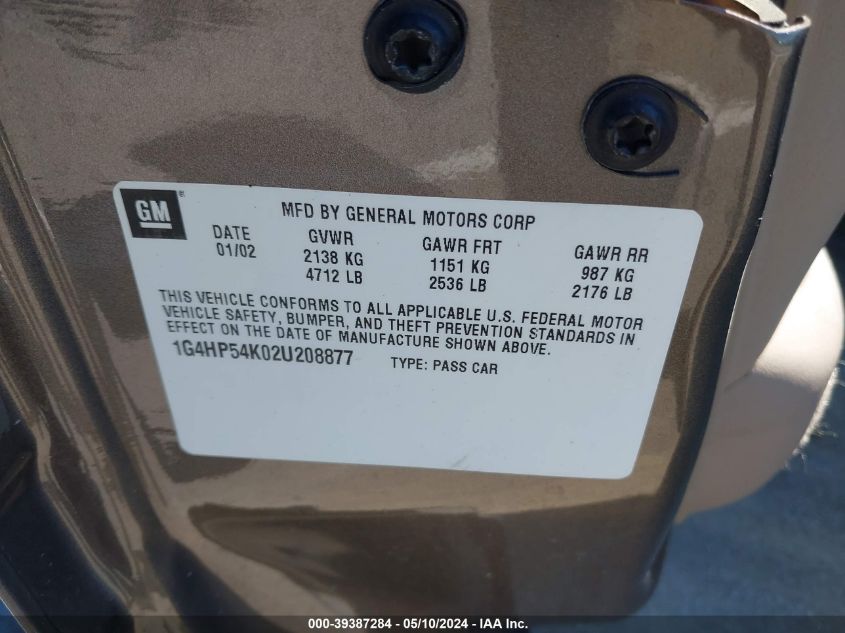 GM
MFD BY GENERAL MOTORS CORP
DATE GVWR GAWR FRT GAWR RR
01/02 2138 KG 1151 KG 987 KG
4712 LB 2536 LB 2176 LB
THIS VEHICLE CONFORMS TO ALL APPLICABLE U.S. FEDERAL MOTOR
VEHICLE SAFETY, BUMPER, AND THEFT PREVENTION STANDARDS IN
EFFECT ON THE DATE OF MANUFACTURE SHOWN ABOVE.
1G4HP54K02U208877 TYPE: PASS CAR
000-39387284 - 05/10/2024 - IAA Inc.